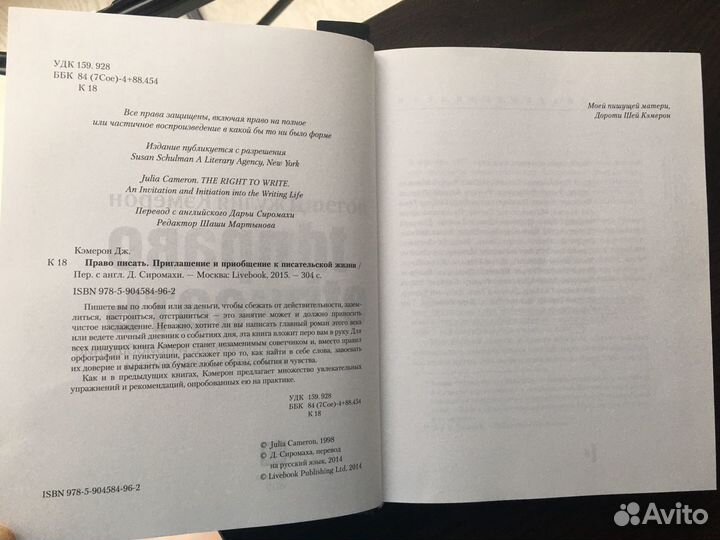 УДК 159. 928
ББК 84 (7Сое)-4+88.454
К 18
Все права защищены, включая право на полное
или частичное воспроизведение в какой бы то ни было форме
Издание публикуется с разрешения
Susan Schulman A Literary Agency, New York
Julia Cameron. THE RIGHT TO WRITE.
An Invitation and Initiation into the Writing Life
Перевод с английского Дарьи Сиромахи
Редактор Шаши Мартынова
Кэмерон Дж.
К 18 Право писать. Приглашение и приобщение к писательской жизни /
Пер. с англ. Д. Сиромахи. — Москва: Livebook, 2015. — 304 с.
ISBN 978-5-904584-96-2
Пишете вы по любви или за деньги, чтобы сбежать от действительности, зазем-
литься, настроиться, отстраниться — это занятие может и должно приносить
чистое наслаждение. Неважно, хотите ли вы написать главный роман этого века
или ведете личный дневник о событиях дня, эта книга вложит перо вам в руку Для
всех пишущих книга Кэмерон станет незаменимым советчиком и, вместо правил
орфографии и пунктуации, расскажет про то, как найти в себе слова, завоевать
их доверие и выразить на бумаге любые образы, события и чувства.
Как и в предыдущих книгах, Кэмерон предлагает множество увлекательных
упражнений и рекомендаций, опробованных ею на практике.
УДК 159. 928
ББК 84 (7Сое)-4+88.454
К 18
© Julia Cameron, 1998
© Д. Сиромаха, перевод
на русский язык, 2014
© Livebook Publishing Ltd, 2014
ISBN 978-5-904584-96-2
Моей пишущей матери,
Дороти Шей Кэмерон
Avito